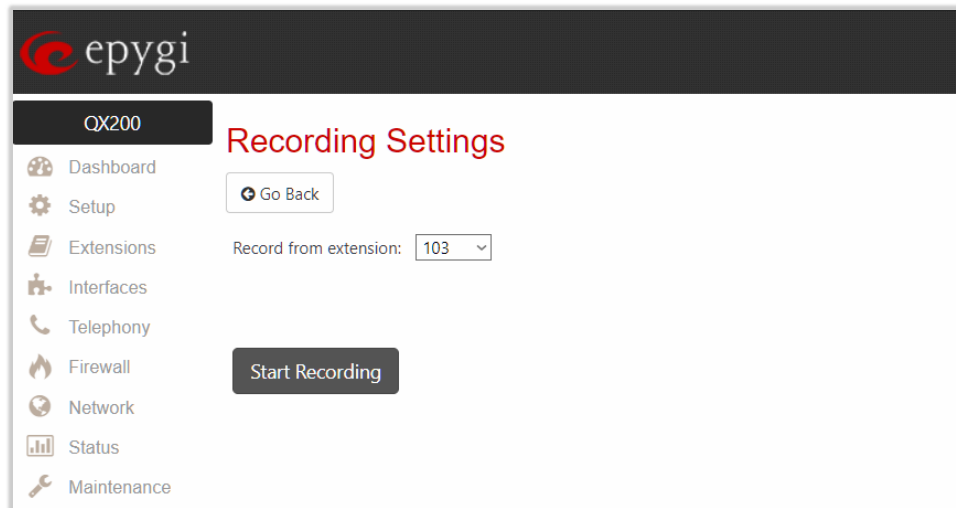 epygi
QX200
Dashboard
Setup
Extensions
Interfaces
Telephony
Firewall
Network
Status
Maintenance
Recording Settings
Go Back
Record from extension: 103
Start Recording